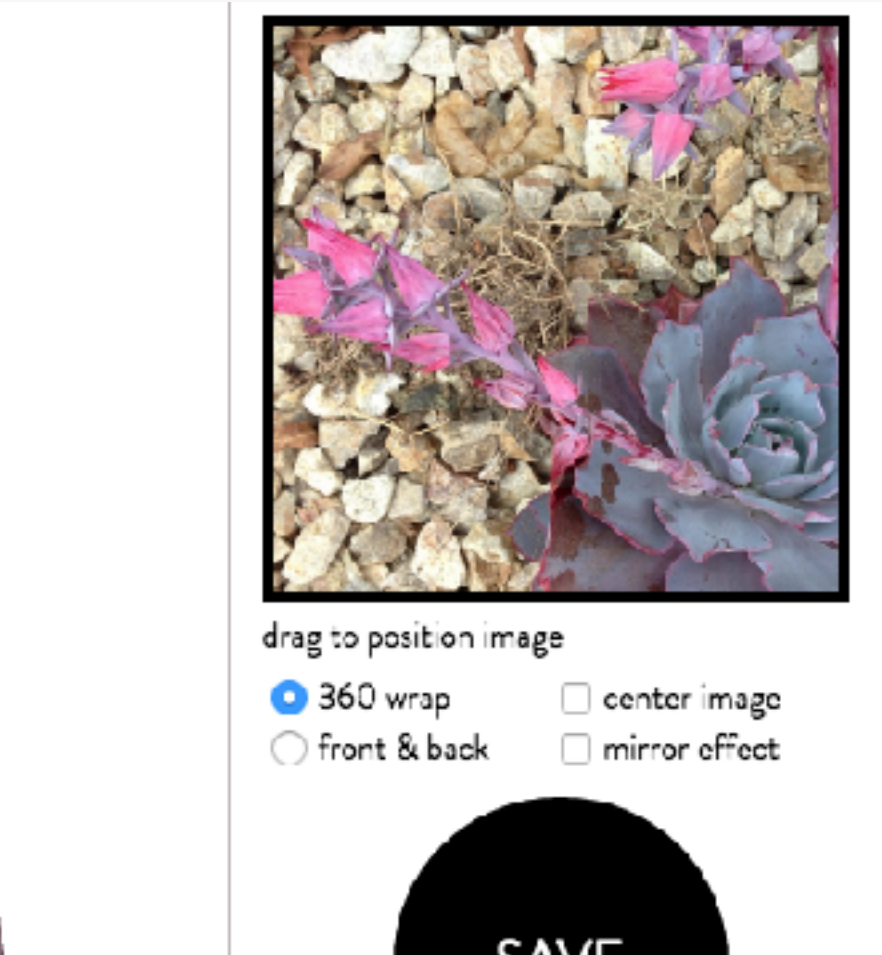 drag to position image
360 wrap center image
front & back mirror effect
SAVE